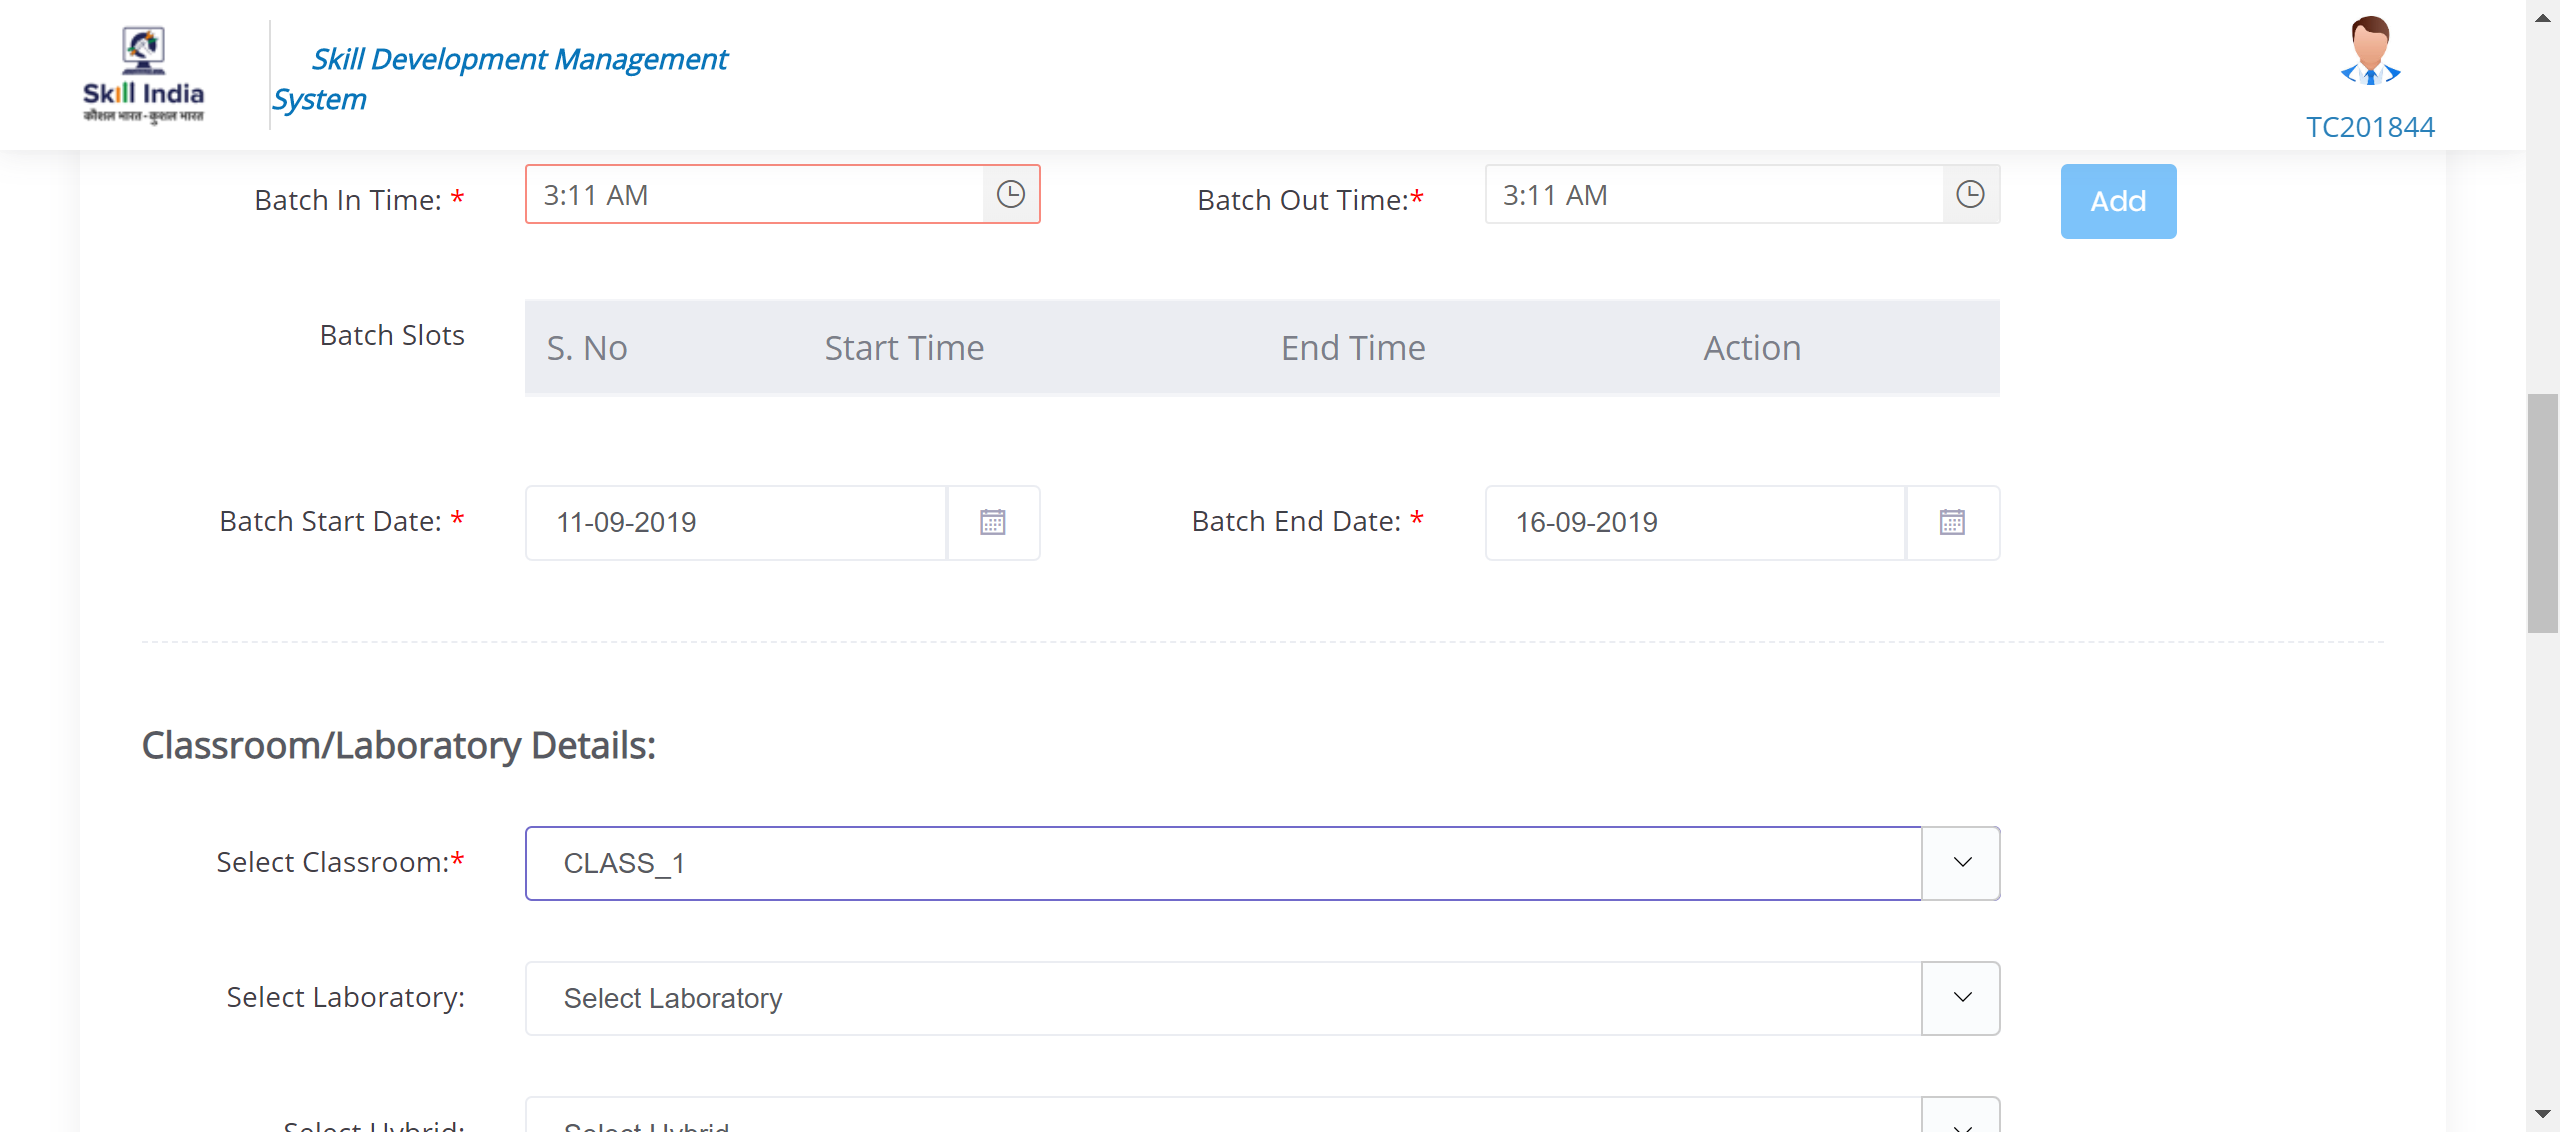 Skill India
कौशल भारत - कुशल भारत
Skill Development Management
System
TC201844
Batch In Time: *
3:11 AM
Batch Out Time:*
3:11 AM
Add
Batch Slots
S. No
Start Time
End Time
Action
Batch Start Date: *
11-09-2019
Batch End Date: *
16-09-2019
Classroom/Laboratory Details:
Select Classroom:*
CLASS_1
Select Laboratory:
Select Laboratory
Select Hybrid:
Select Hybrid